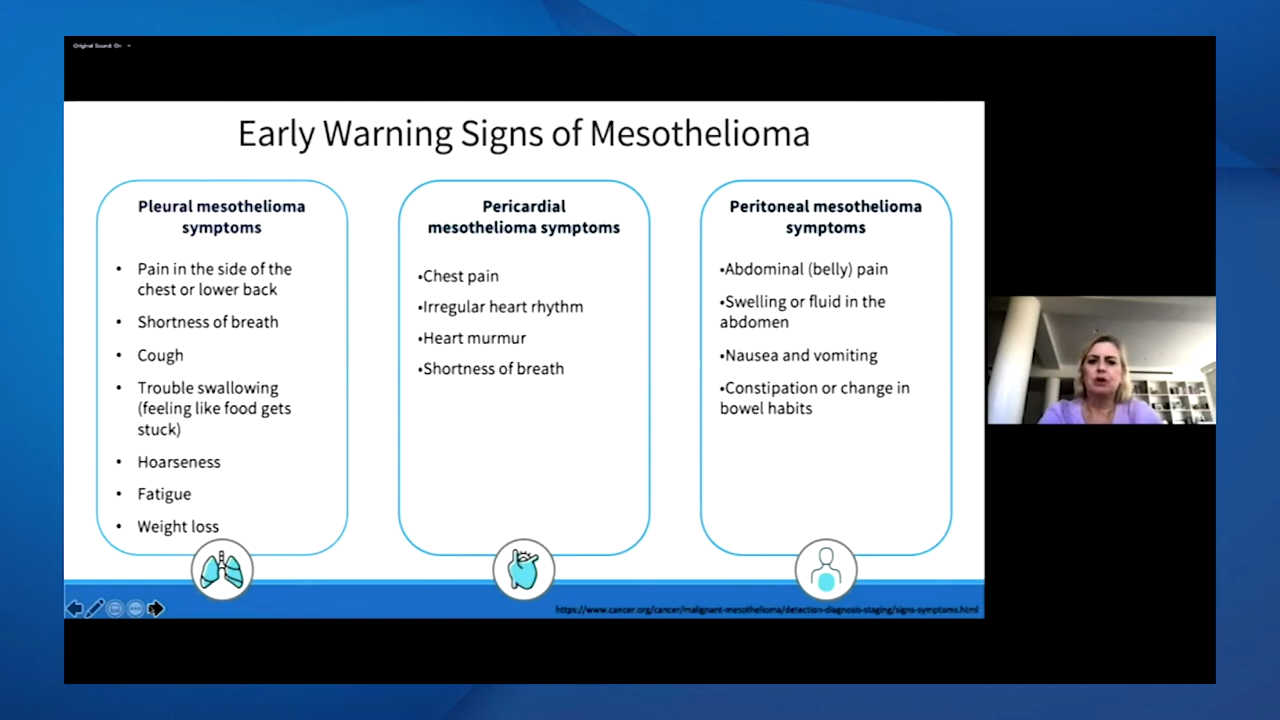 Original Sound: On
Early Warning Signs of Mesothelioma
Pleural mesothelioma
symptoms
• Pain in the side of the
chest or lower back
• Shortness of breath
• Cough
• Trouble swallowing
(feeling like food gets
stuck)
• Hoarseness
• Fatigue
• Weight loss
Pericardial
mesothelioma symptoms
•Chest pain
•Irregular heart rhythm
•Heart murmur
•Shortness of breath
Peritoneal mesothelioma
symptoms
•Abdominal (belly) pain
•Swelling or fluid in the
abdomen
•Nausea and vomiting
•Constipation or change in
bowel habits
https://www.cancer.org/cancer/malignant-mesothelioma/detection-diagnosis-staging/signs-symptoms.html